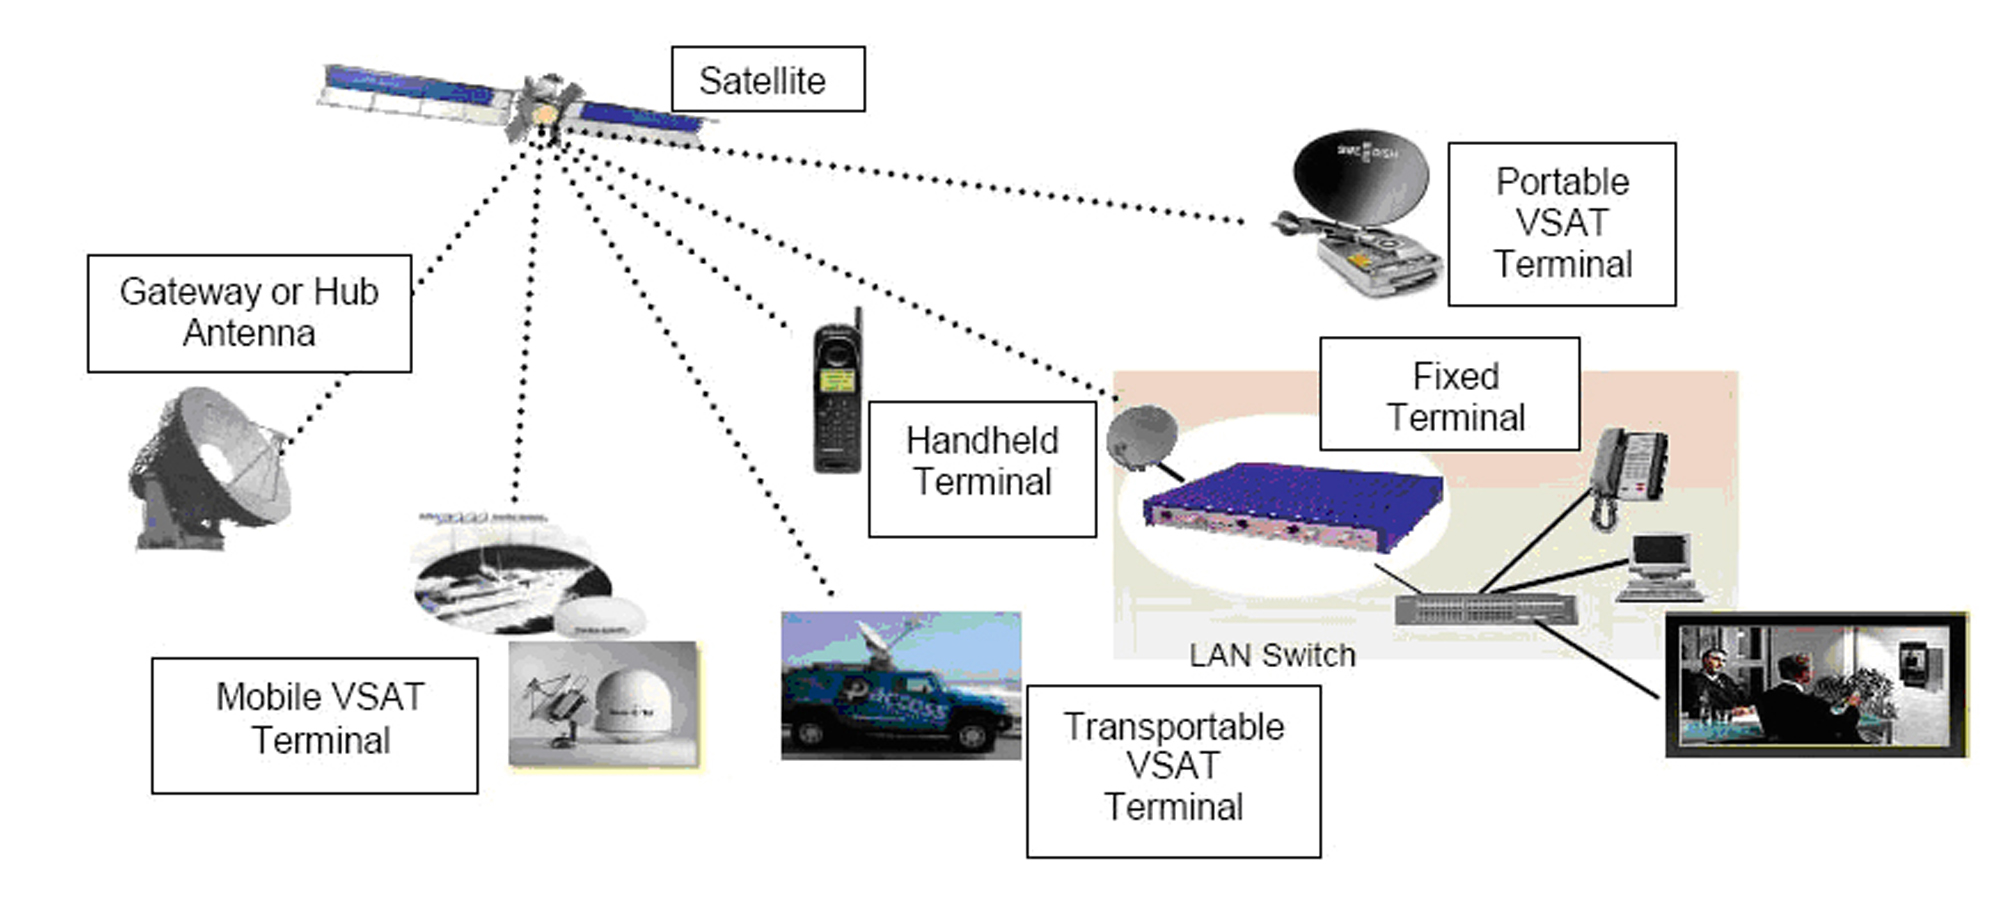 Satellite
Portable
VSAT
Terminal
Gateway or Hub
Antenna
Fixed
Terminal
Handheld
Terminal
LAN Switch
Mobile VSAT
Terminal
Transportable
VSAT
Terminal